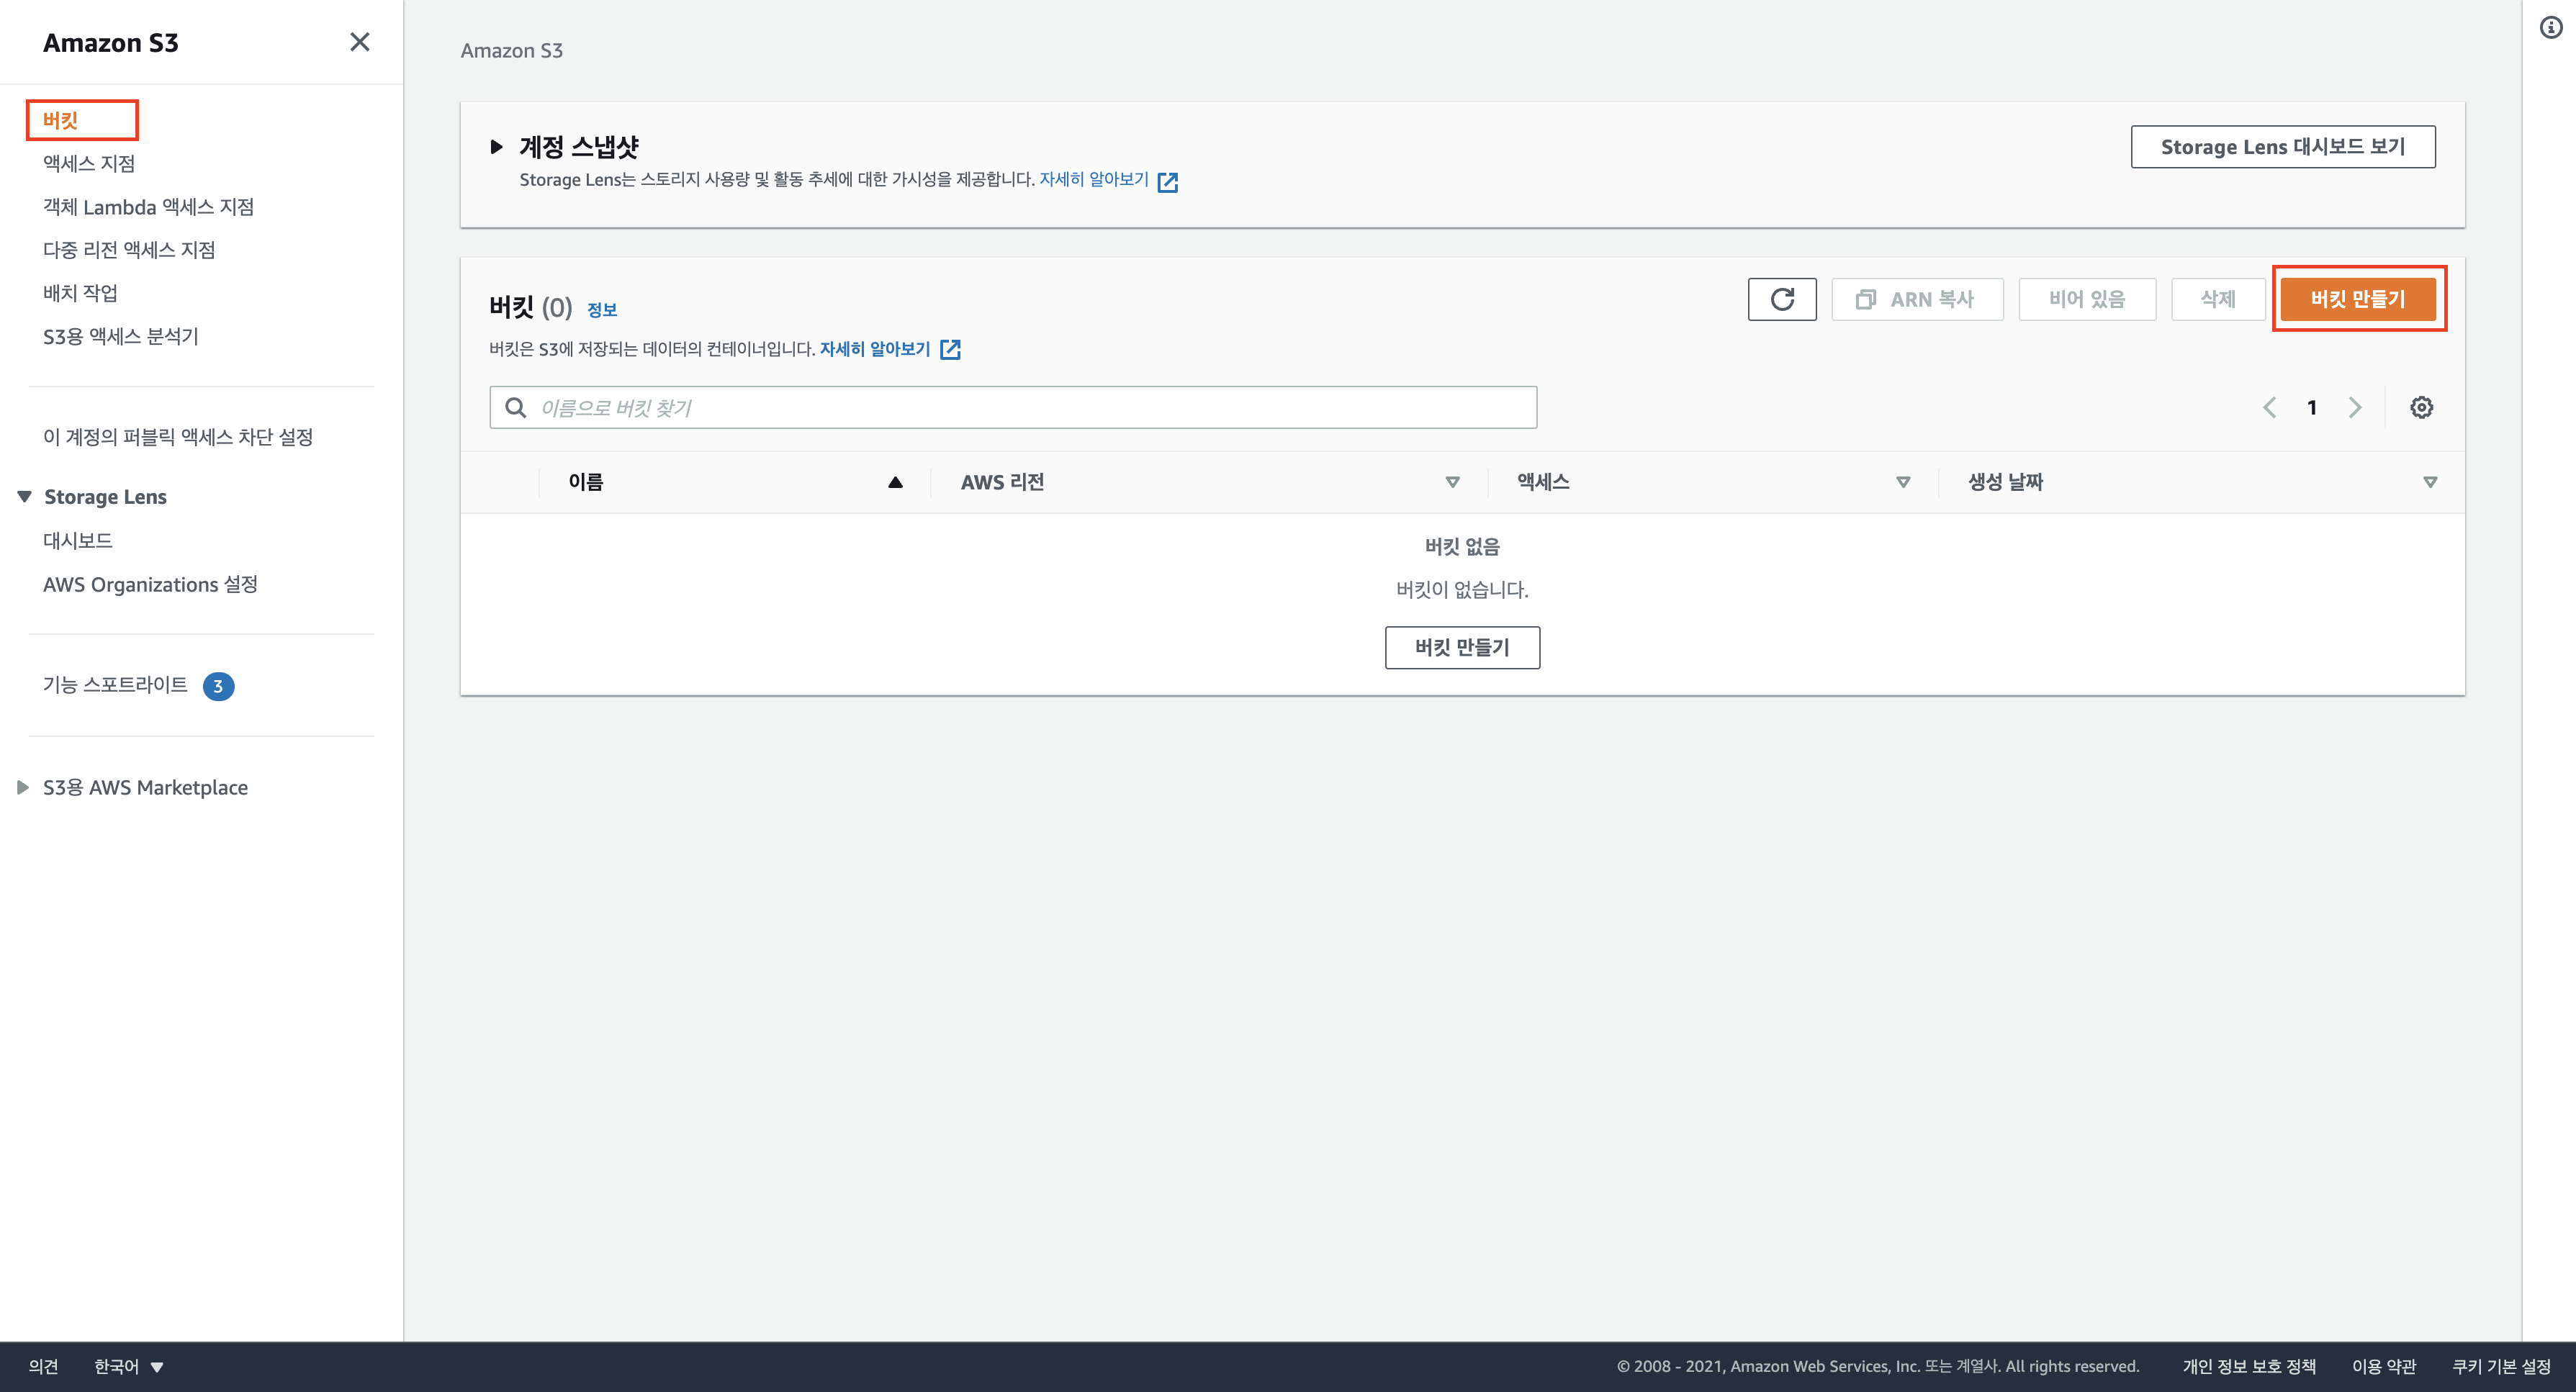 Amazon S3
버킷
액세스 지점
객체 Lambda 액세스 지점
다중 리전 액세스 지점
배치 작업
S3용 액세스 분석기
이 계정의 퍼블릭 액세스 차단 설정
Storage Lens
대시보드
AWS Organizations 설정
기능 스포트라이트 3
S3용 AWS Marketplace
Amazon S3
계정 스냅샷
Storage Lens 대시보드 보기
Storage Lens는 스토리지 사용량 및 활동 추세에 대한 가시성을 제공합니다. 자세히 알아보기
버킷 (0) 정보
ARN 복사
비어 있음
삭제
버킷 만들기
버킷은 S3에 저장되는 데이터의 컨테이너입니다. 자세히 알아보기
이름으로 버킷 찾기
1
이름 AWS 리전 액세스 생성 날짜
버킷 없음
버킷이 없습니다.
버킷 만들기
의견 한국어 © 2008 - 2021, Amazon Web Services, Inc. 또는 계열사. All rights reserved. 개인 정보 보호 정책 이용 약관 쿠키 기본 설정